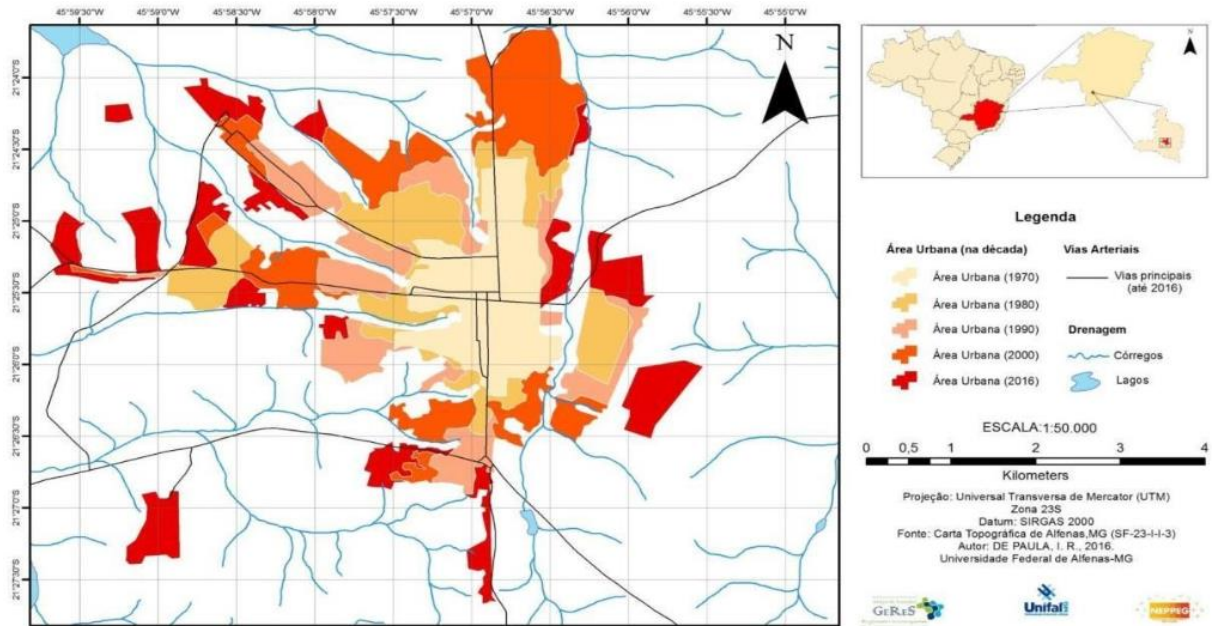 45°59'30"W 45°59'0"W 45°58'30"W 45°58'0"W 45°57'30"W 45°57'0"W 45°56'30"W 45°56'0"W 45°55'30"W 45°55'0"W
21°24'0"S
21°24'30"S
21°25'0"S
21°25'30"S
21°26'0"S
21°26'30"S
21°27'0"S
21°27'30"S
N
N
Legenda
Área Urbana (na dècada)
Área Urbana (1970)
Área Urbana (1980)
Área Urbana (1990)
Área Urbana (2000)
Área Urbana (2016)
Vias Arteriais
Vias principais
(até 2016)
Drenagem
Córregos
Lagos
ESCALA:1:50.000
0 0,5 1 2 3 4
Kilometers
Projeção: Universal Transversa de Mercator (UTM)
Zona 23S
Datum: SIRGAS 2000
Fonte: Carta Topográfica de Alfenas,MG (SF-23-I-I-3)
Autor: DE PAULA, I. R., 2016.
Universidade Federal de Alfenas-MG
GERES
Unifal
NEPPEG